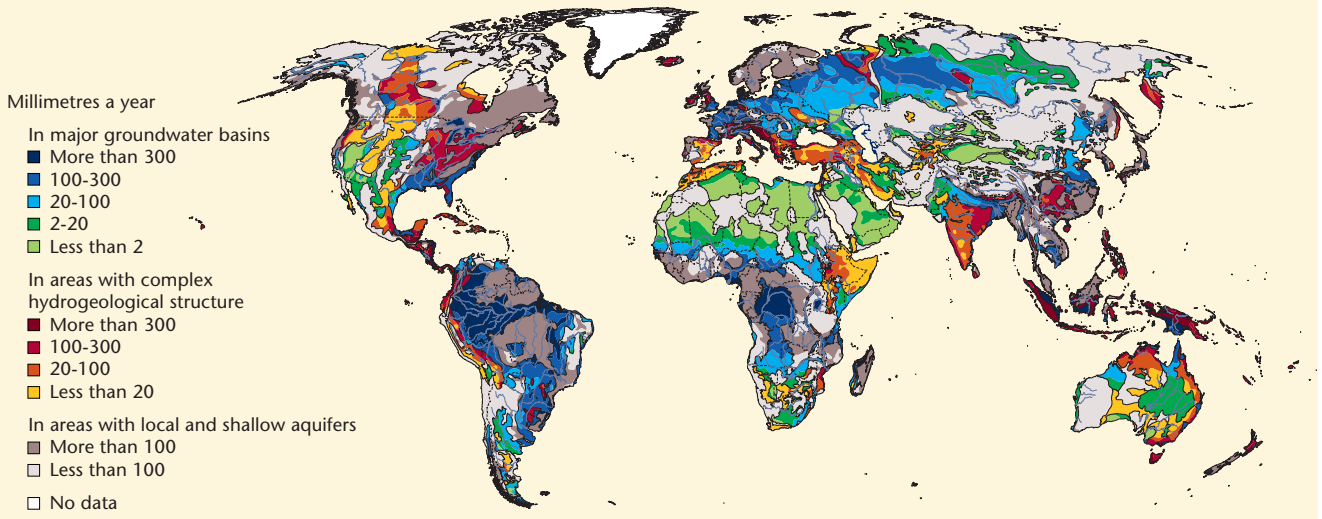 Millimetres a year
In major groundwater basins
More than 300
100-300
20-100
2-20
Less than 2
In areas with complex
hydrogeological structure
More than 300
100-300
20-100
Less than 20
In areas with local and shallow aquifers
More than 100
Less than 100
No data